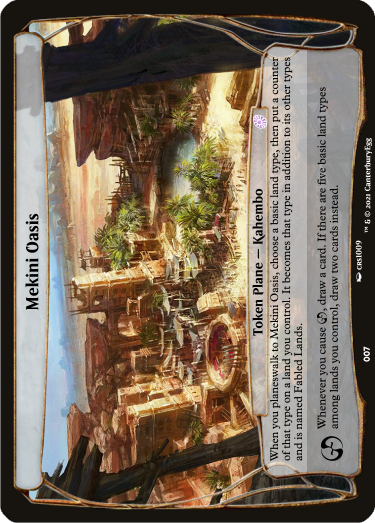 Mekini Oasis
Token Plane — Kahembo
When you planeswalk to Mekini Oasis, choose a basic land type, then put a counter
of that type on a land you control. It becomes that type in addition to its other types
and is named Fabled Lands.
Whenever you cause , draw a card. If there are five basic land types
among lands you control, draw two cards instead.
007
CRSI009
™ & © 2021 CanterburyEgg